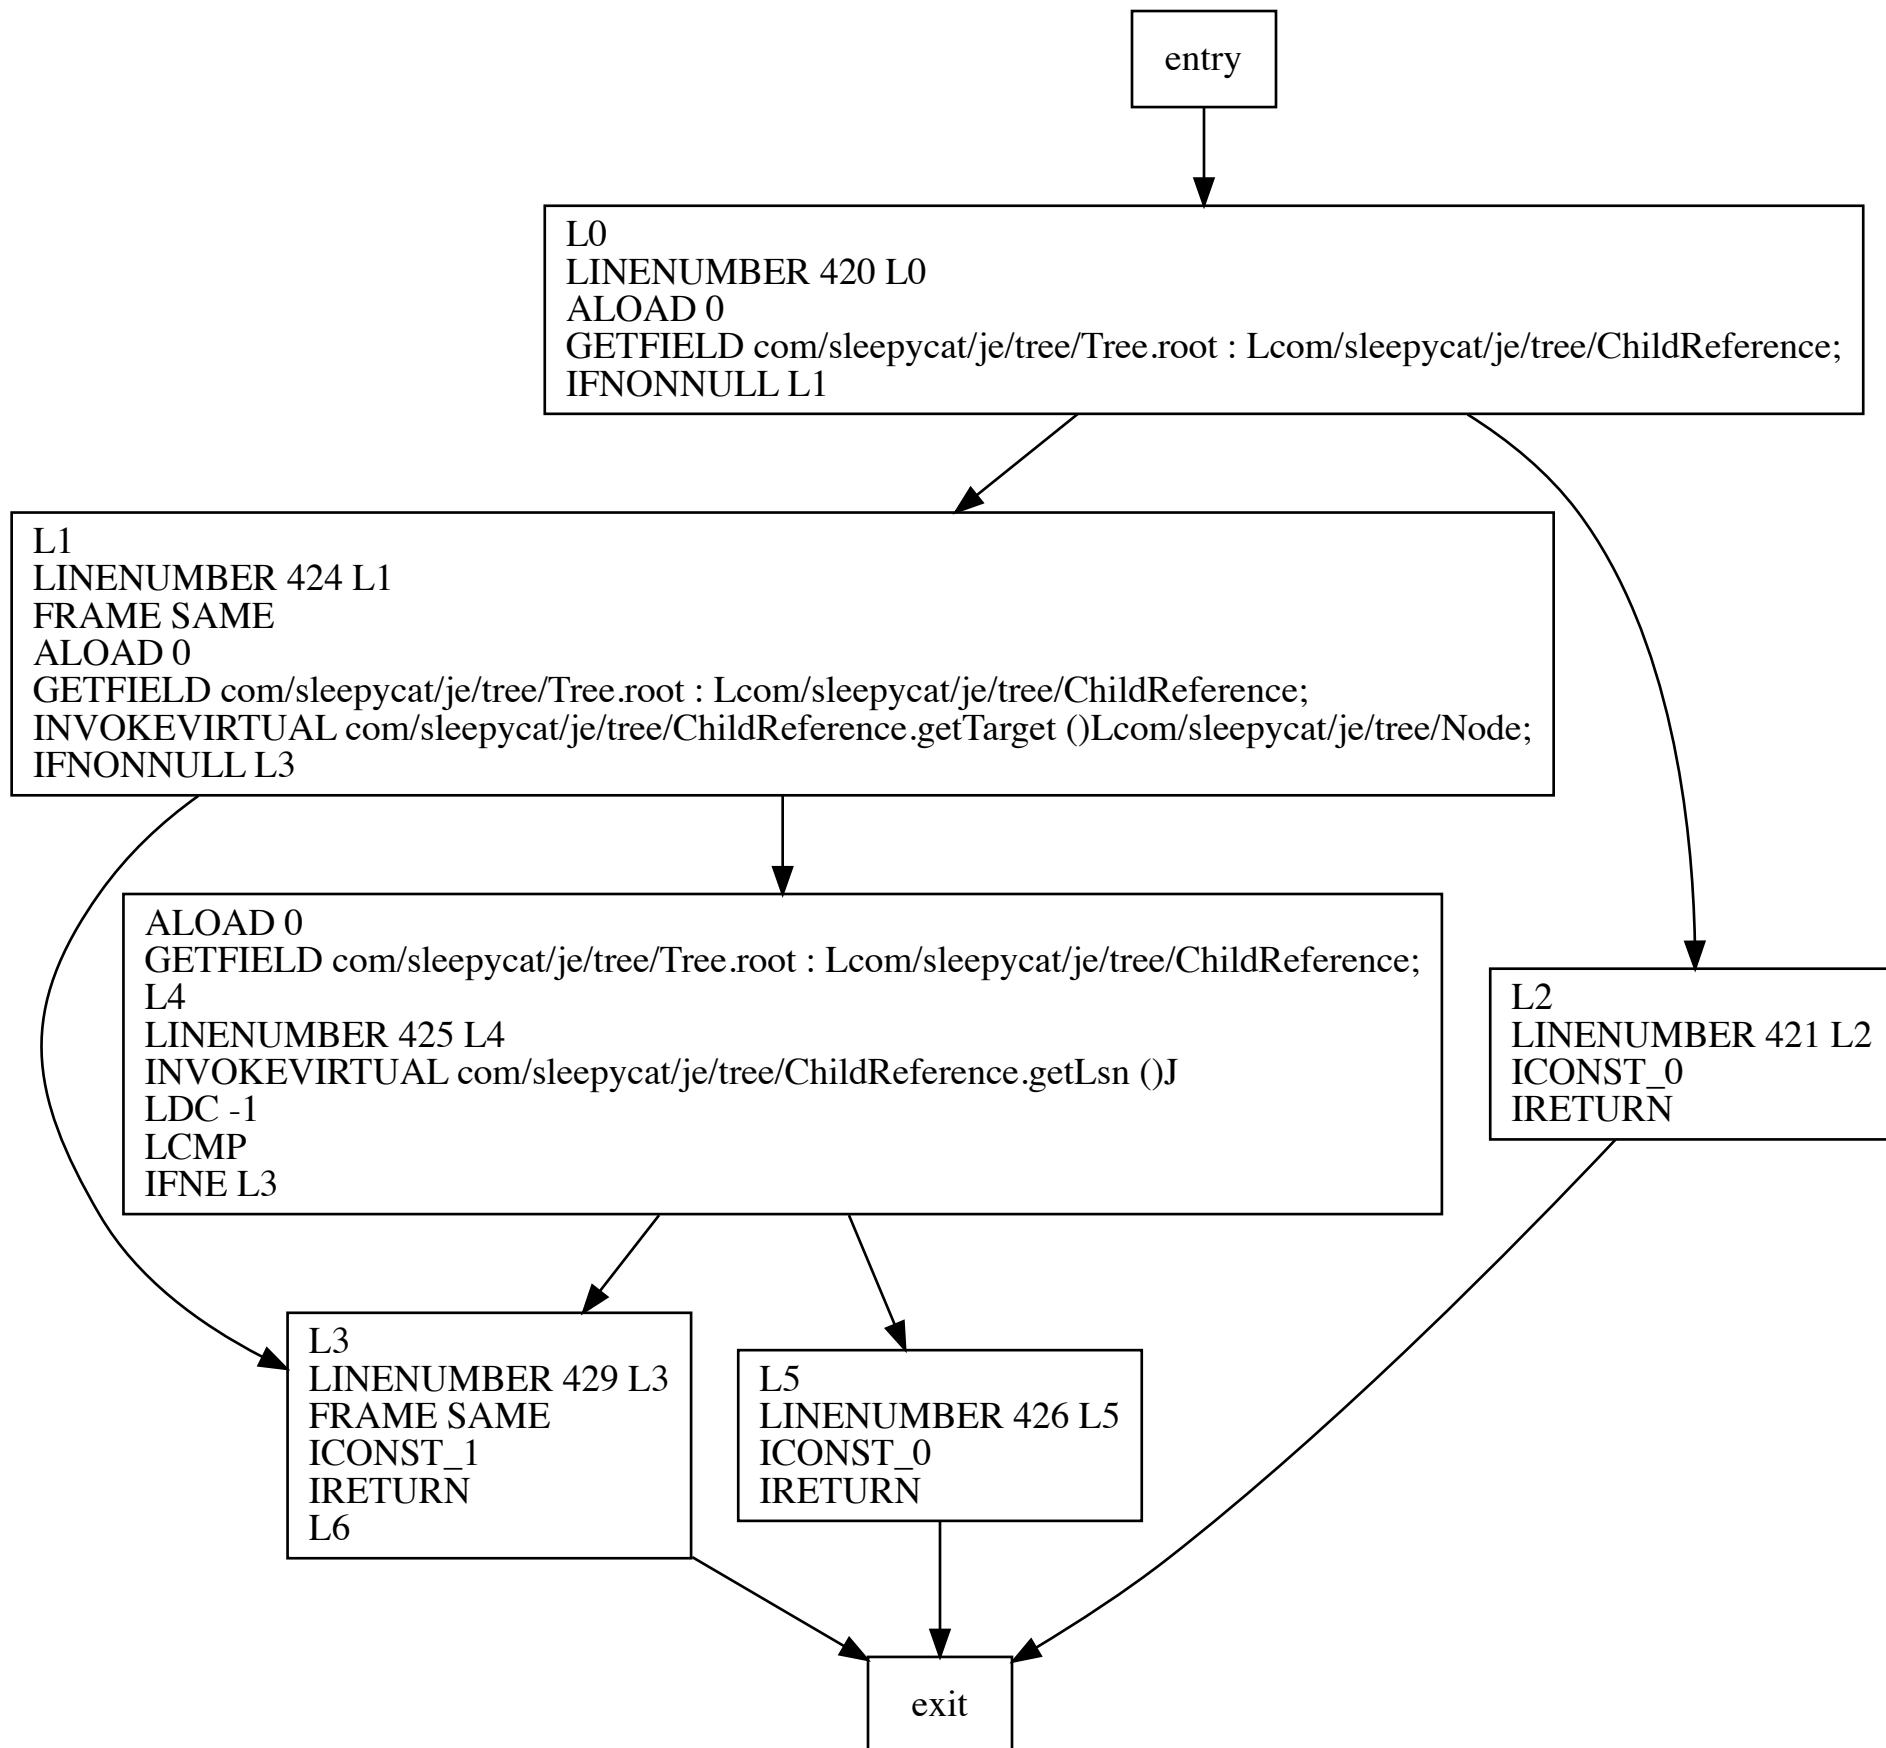 entry
L0
LINENUMBER 420 L0
ALOAD 0
GETFIELD com/sleepycat/je/tree/Tree.root : Lcom/sleepycat/je/tree/ChildReference;
IFNONNULL L1
L1
LINENUMBER 424 L1
FRAME SAME
ALOAD 0
GETFIELD com/sleepycat/je/tree/Tree.root : Lcom/sleepycat/je/tree/ChildReference;
INVOKEVIRTUAL com/sleepycat/je/tree/ChildReference.getTarget ()Lcom/sleepycat/je/tree/Node;
IFNONNULL L3
ALOAD 0
GETFIELD com/sleepycat/je/tree/Tree.root : Lcom/sleepycat/je/tree/ChildReference;
L4
LINENUMBER 425 L4
INVOKEVIRTUAL com/sleepycat/je/tree/ChildReference.getLsn ()J
LDC -1
LCMP
IFNE L3
L2
LINENUMBER 421 L2
ICONST_0
IRETURN
L3
LINENUMBER 429 L3
FRAME SAME
ICONST_1
IRETURN
L6
L5
LINENUMBER 426 L5
ICONST_0
IRETURN
exit